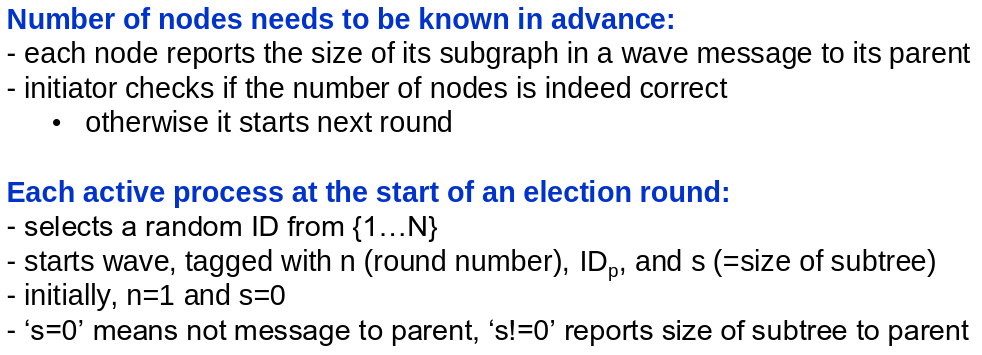 Number of nodes needs to be known in advance:
- each node reports the size of its subgraph in a wave message to its parent
- initiator checks if the number of nodes is indeed correct
• otherwise it starts next round
Each active process at the start of an election round:
- selects a random ID from {1…N}
- starts wave, tagged with n (round number), IDp, and s (=size of subtree)
- initially, n=1 and s=0
- ‘s=0’ means not message to parent, ‘s!=0’ reports size of subtree to parent